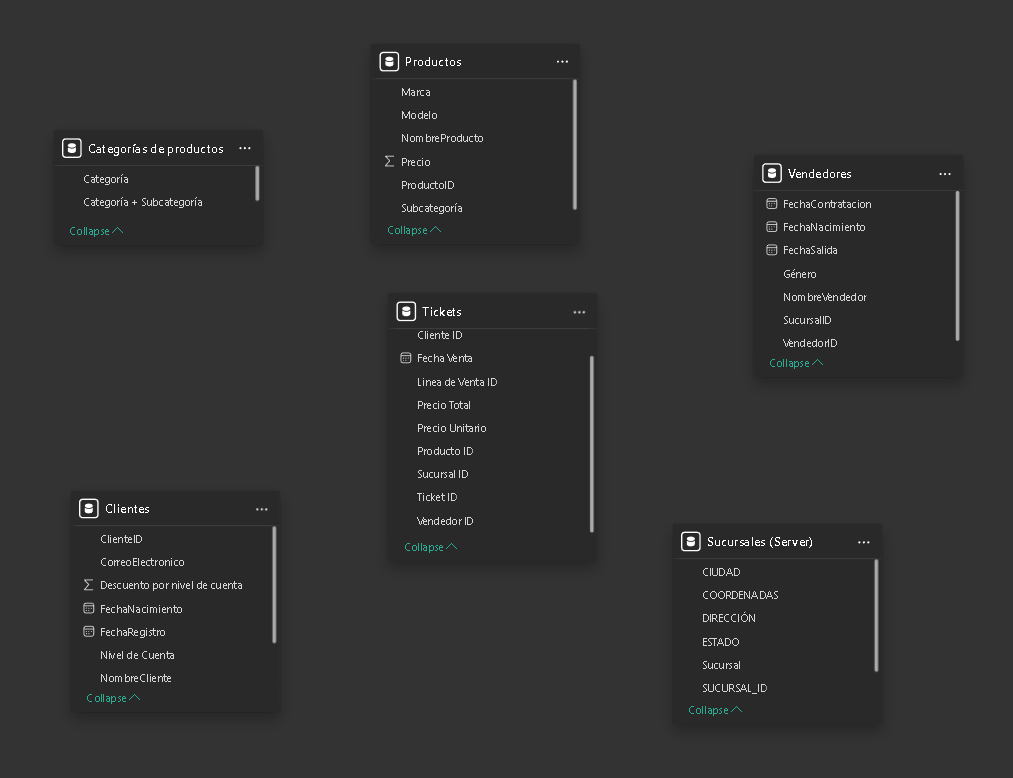 Productos
Marca
Modelo
NombreProducto
Precio
ProductoID
Subcategoría
Collapse
Categorías de productos
Categoría
Categoría + Subcategoría
Collapse
Vendedores
FechaContratacion
FechaNacimiento
FechaSalida
Género
NombreVendedor
SucursalID
VendedorID
Collapse
Tickets
Cliente ID
Fecha Venta
Linea de Venta ID
Precio Total
Precio Unitario
Producto ID
Sucursal ID
Ticket ID
Vendedor ID
Collapse
Clientes
ClienteID
CorreoElectronico
Descuento por nivel de cuenta
FechaNacimiento
FechaRegistro
Nivel de Cuenta
NombreCliente
Collapse
Sucursales (Server)
CIUDAD
COORDENADAS
DIRECCIÓN
ESTADO
Sucursal
SUCURSAL_ID
Collapse